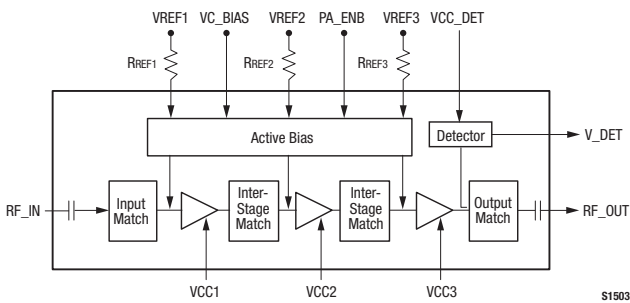 VREF1 VC_BIAS VREF2 PA_ENB VREF3 VCC_DET
RREF1 RREF2 RREF3
Active Bias
Detector
V_DET
RF_IN
Input
Match
Inter-
Stage
Match
Inter-
Stage
Match
Output
Match
RF_OUT
VCC1 VCC2 VCC3
S1503